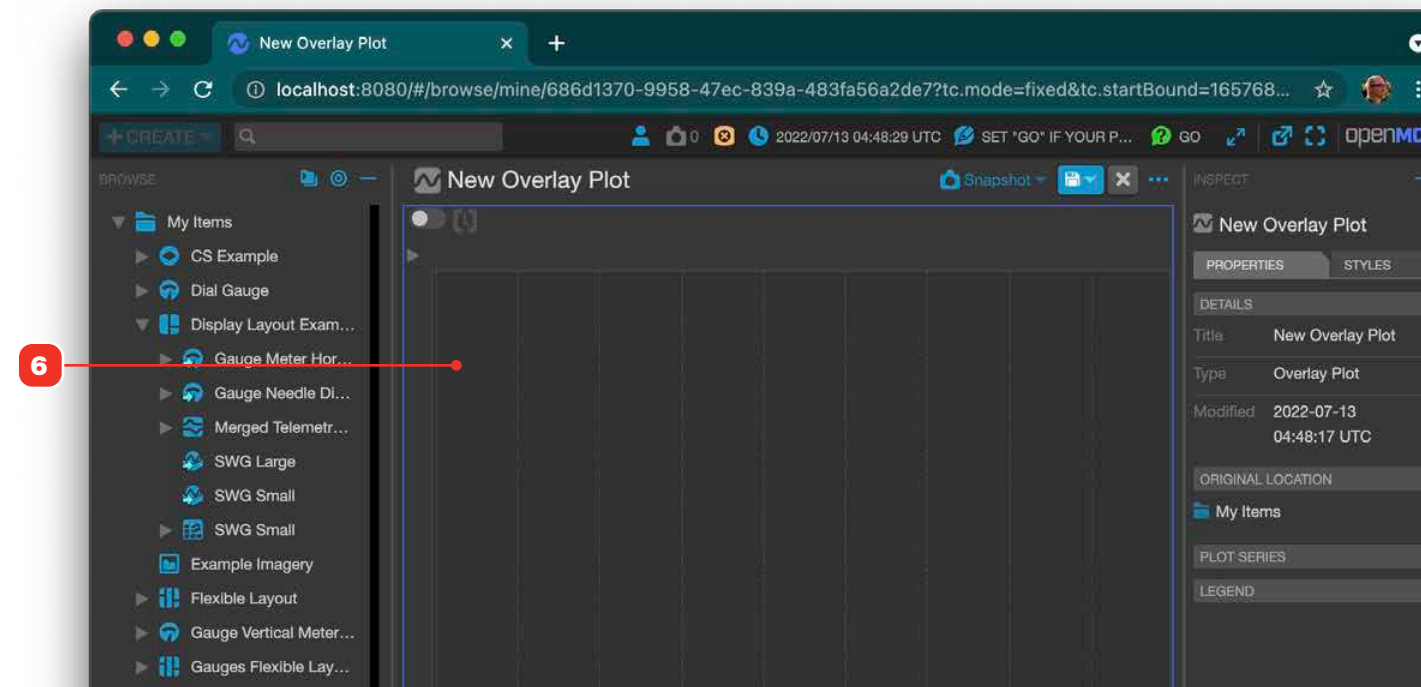 New Overlay Plot
localhost:8080/#/browse/mine/686d1370-9958-47ec-839a-483fa56a2de7?tc.mode=fixed&tc.startBound=165768...
+ CREATE
0
2022/07/13 04:48:29 UTC
SET "GO" IF YOUR P...
GO
BROWSE
My Items
CS Example
Dial Gauge
Display Layout Exam...
Gauge Meter Hor...
Gauge Needle Di...
Merged Telemetr...
SWG Large
SWG Small
SWG Small
Example Imagery
Flexible Layout
Gauge Vertical Meter...
Gauges Flexible Lay...
6
New Overlay Plot
Snapshot
INSPECT
New Overlay Plot
PROPERTIES
STYLES
DETAILS
Title New Overlay Plot
Type Overlay Plot
Modified 2022-07-13
04:48:17 UTC
ORIGINAL LOCATION
My Items
PLOT SERIES
LEGEND